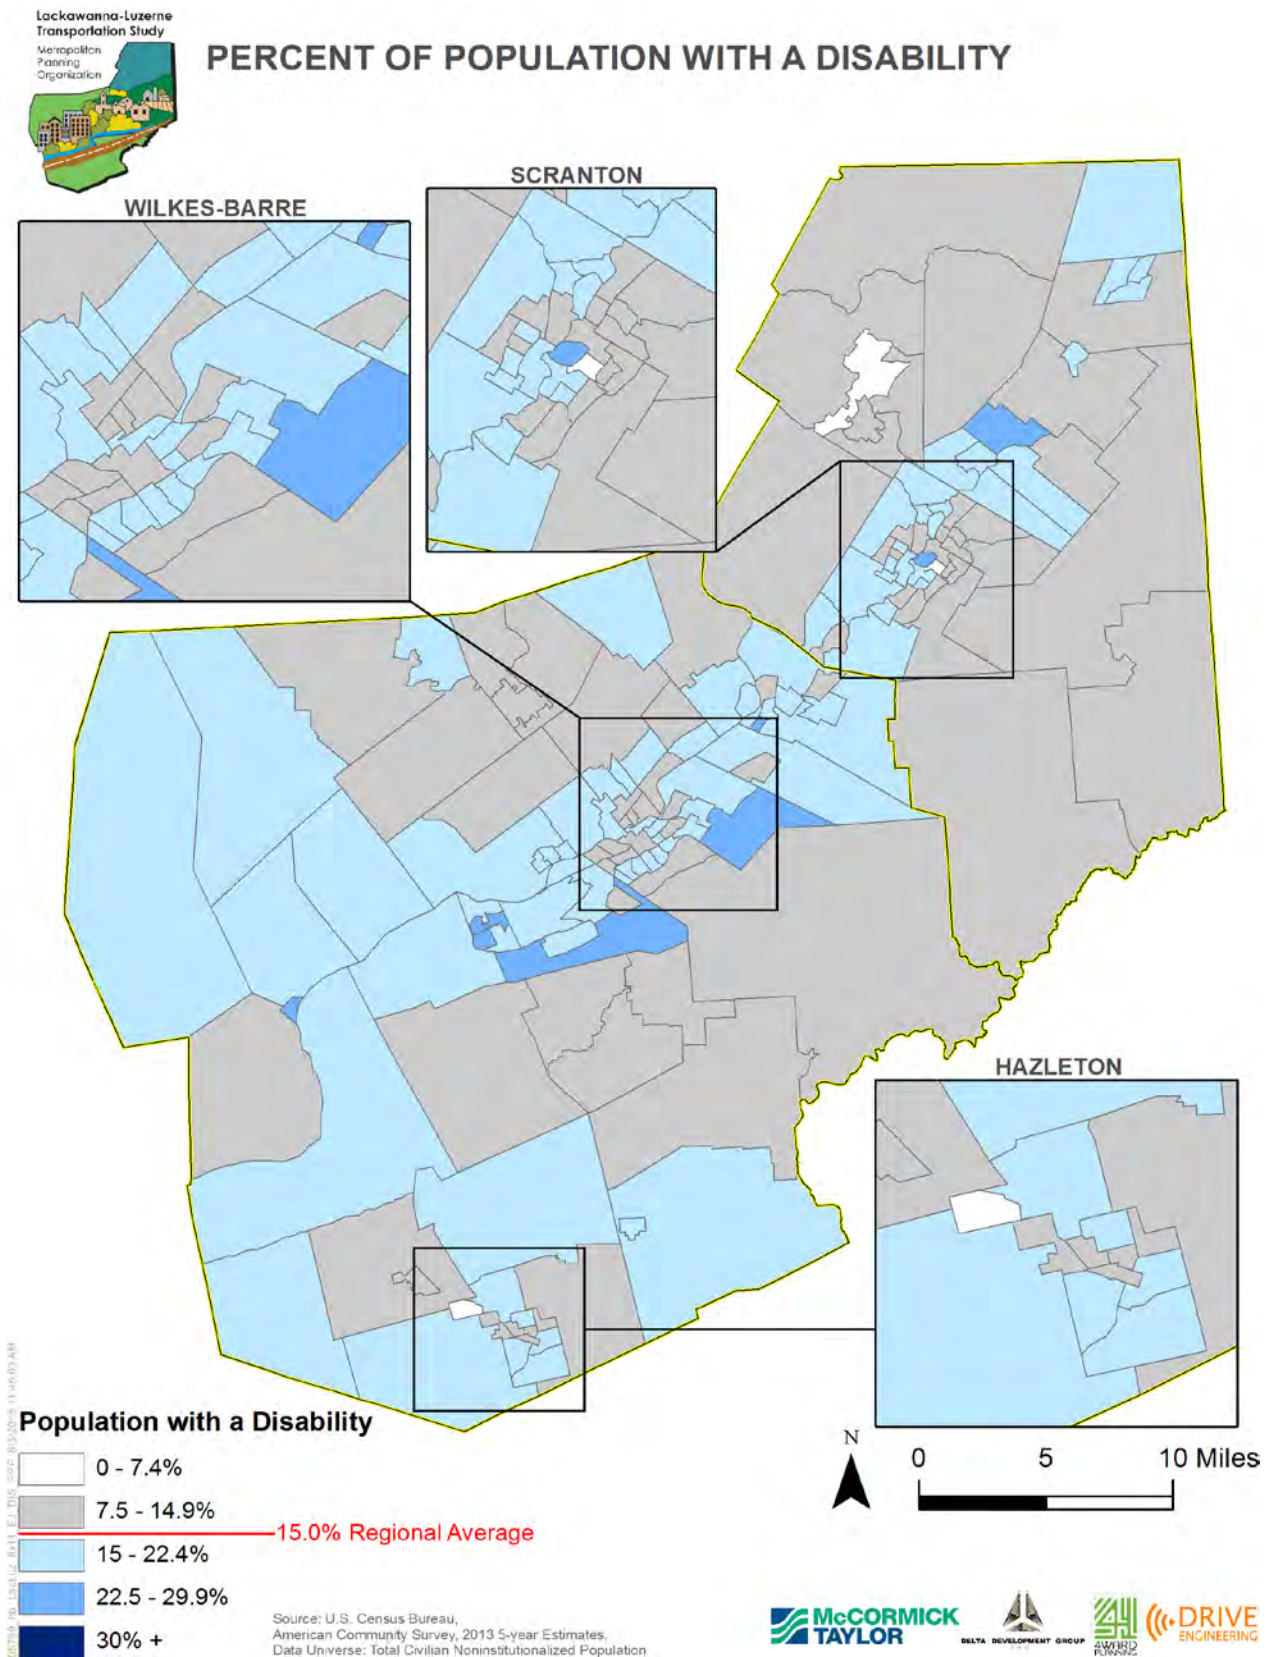 Lackawanna-Luzerne
Transportation Study
Metropolitan
Planning
Organization
PERCENT OF POPULATION WITH A DISABILITY
SCRANTON
WILKES-BARRE
HAZLETON
Population with a Disability
0 - 7.4%
7.5 - 14.9%
15.0% Regional Average
15 - 22.4%
22.5 - 29.9%
30% +
N
0 5 10 Miles
Source: U.S. Census Bureau,
American Community Survey, 2013 5-year Estimates,
Data Universe: Total Civilian Noninstitutionalized Population
McCORMICK
TAYLOR
DELTA DEVELOPMENT GROUP
4WARD
PLANNING
DRIVE
ENGINEERING